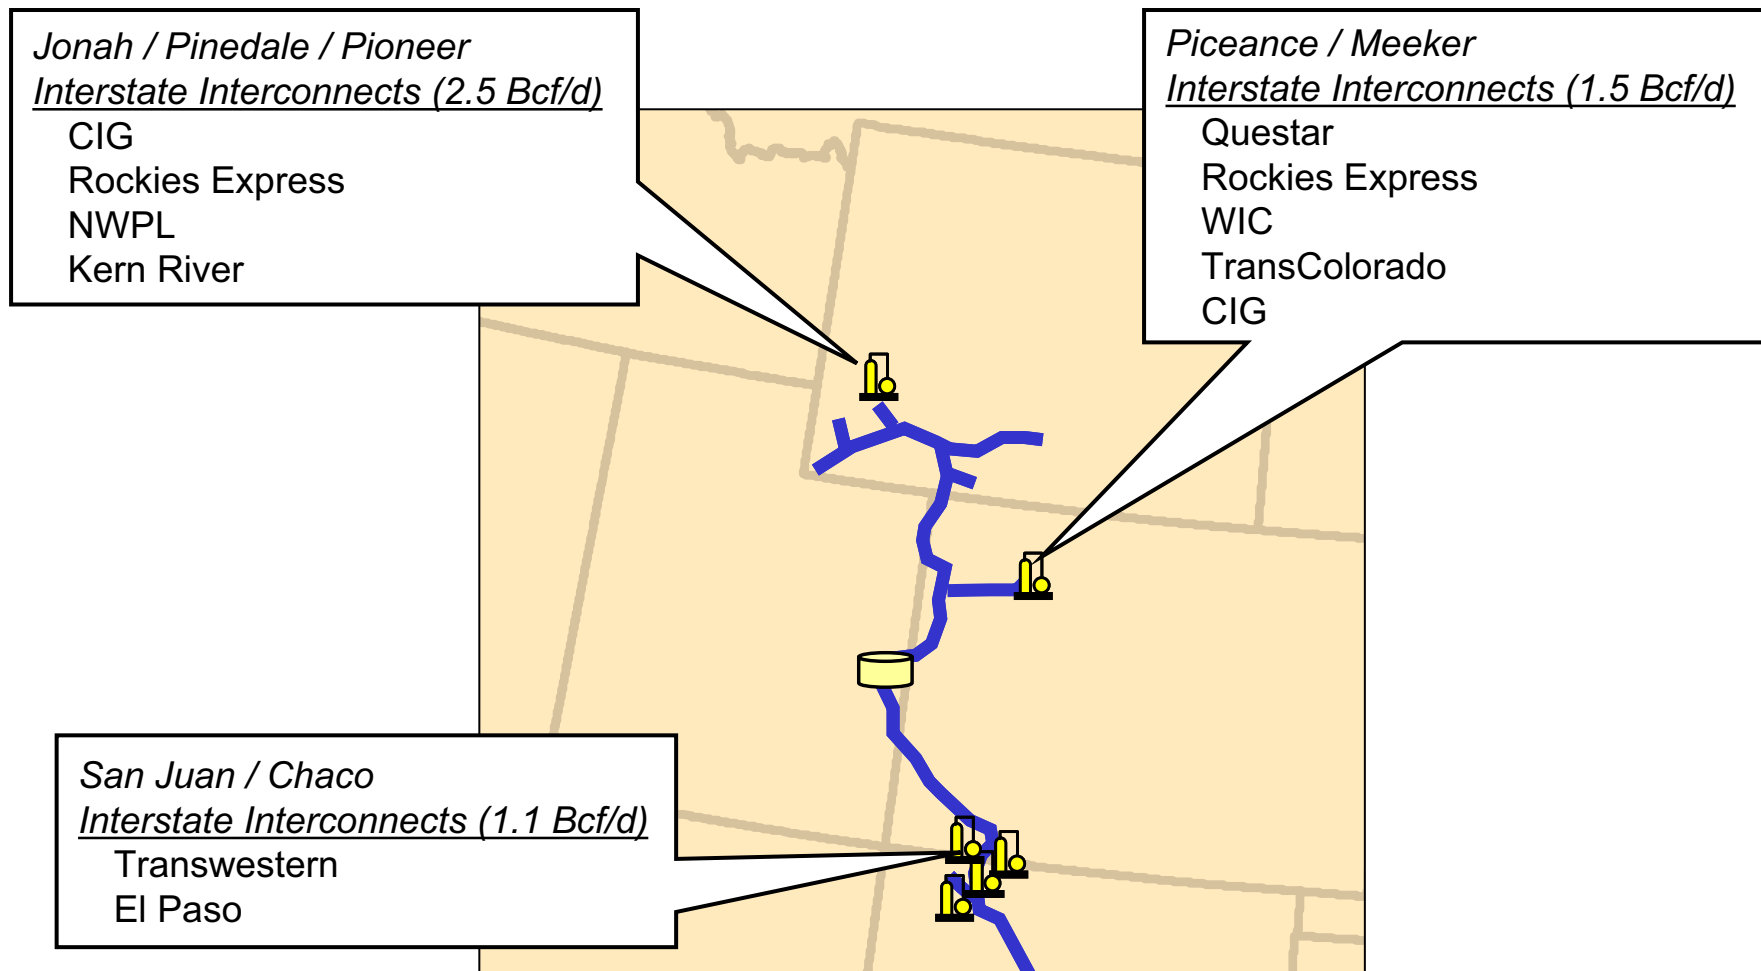 Jonah / Pinedale / Pioneer
Interstate Interconnects (2.5 Bcf/d)
CIG
Rockies Express
NWPL
Kern River
Piceance / Meeker
Interstate Interconnects (1.5 Bcf/d)
Questar
Rockies Express
WIC
TransColorado
CIG
San Juan / Chaco
Interstate Interconnects (1.1 Bcf/d)
Transwestern
El Paso